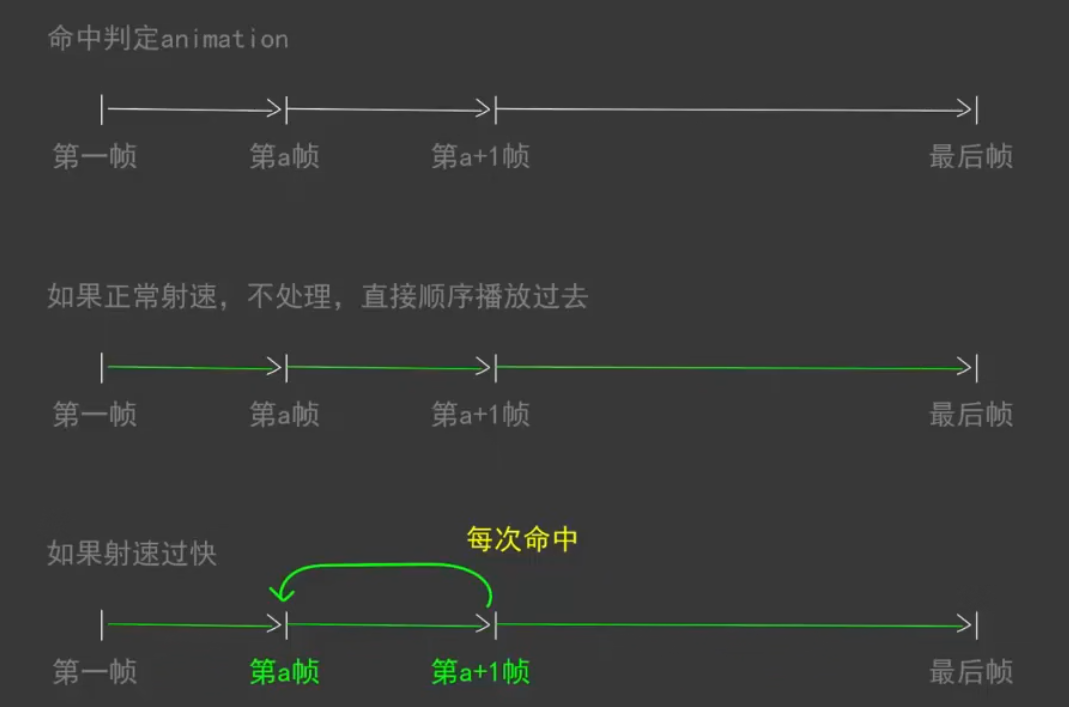 命中判定animation
第一帧 第a帧 第a+1帧 最后帧
如果正常射速，不处理，直接顺序播放过去
第一帧 第a帧 第a+1帧 最后帧
每次命中
如果射速过快
第一帧 第a帧 第a+1帧 最后帧